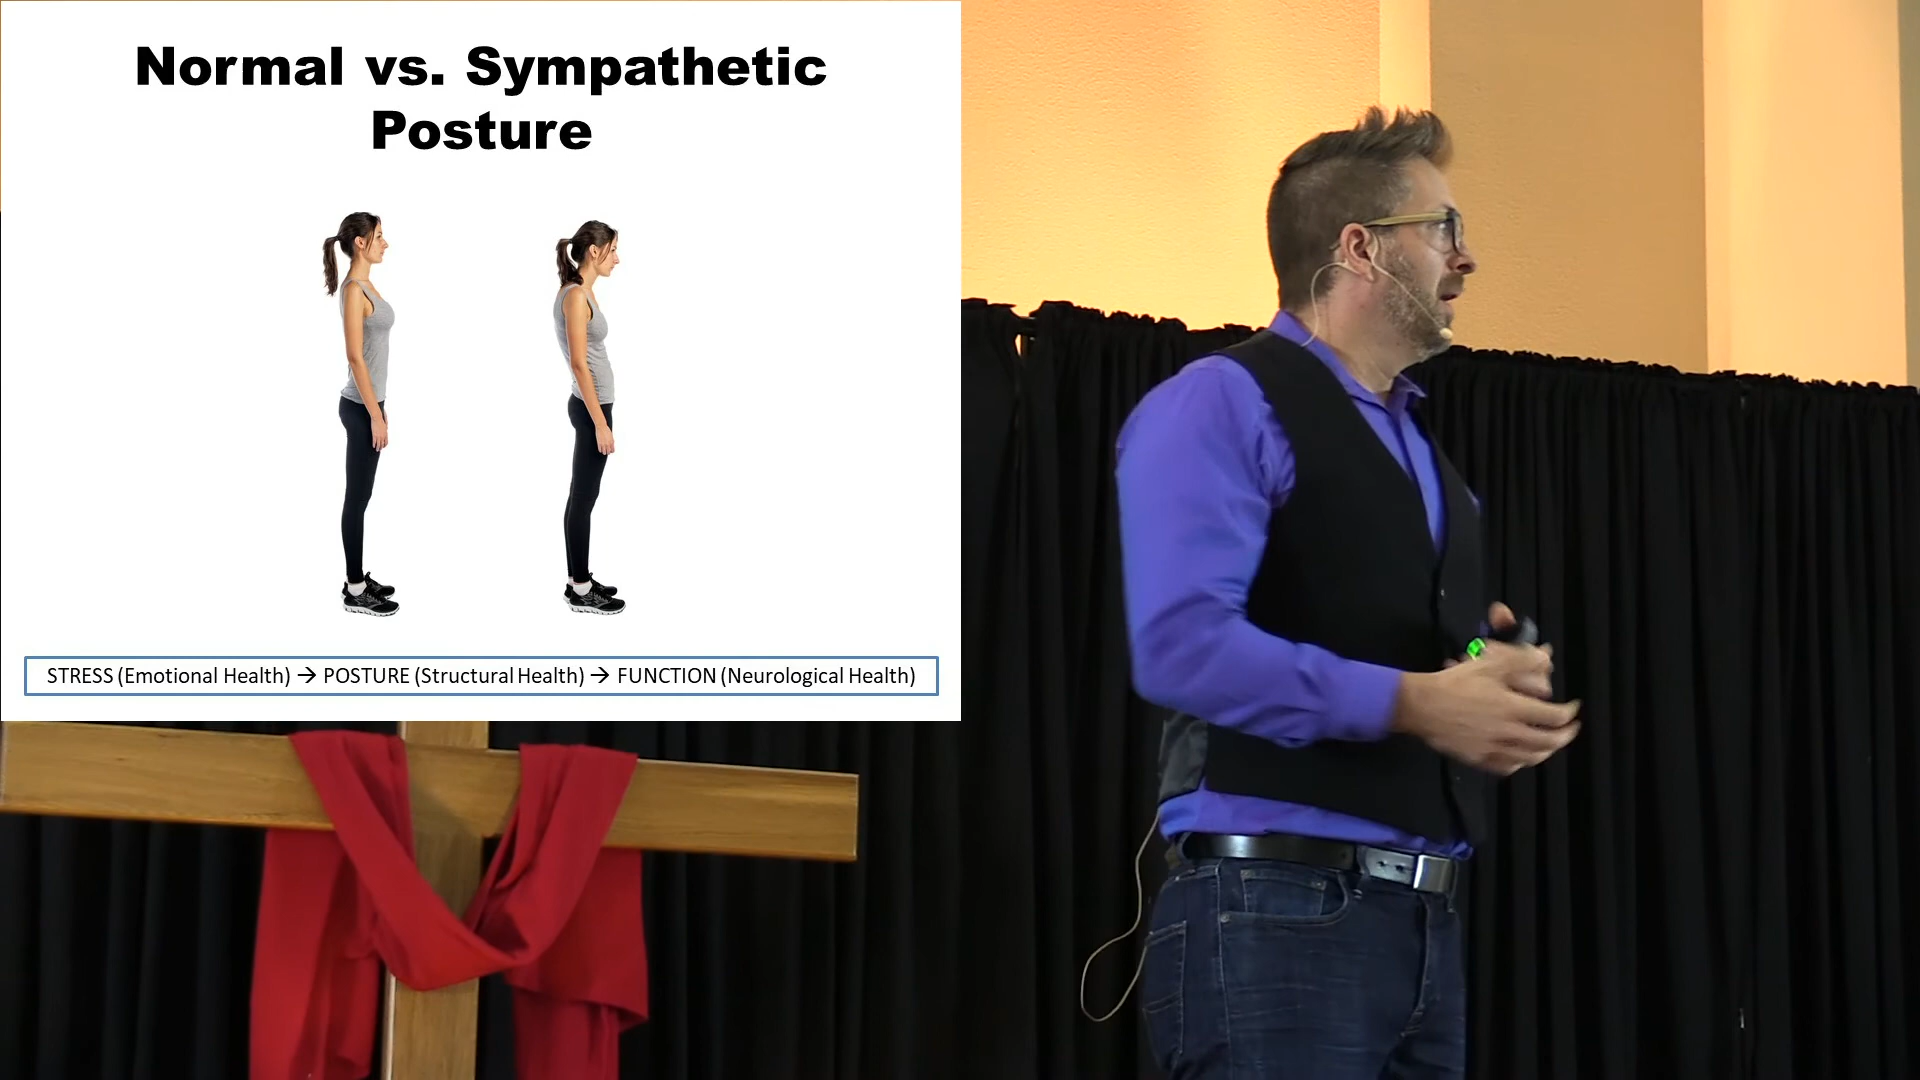 Normal vs. Sympathetic
Posture
STRESS (Emotional Health) → POSTURE (Structural Health) → FUNCTION (Neurological Health)